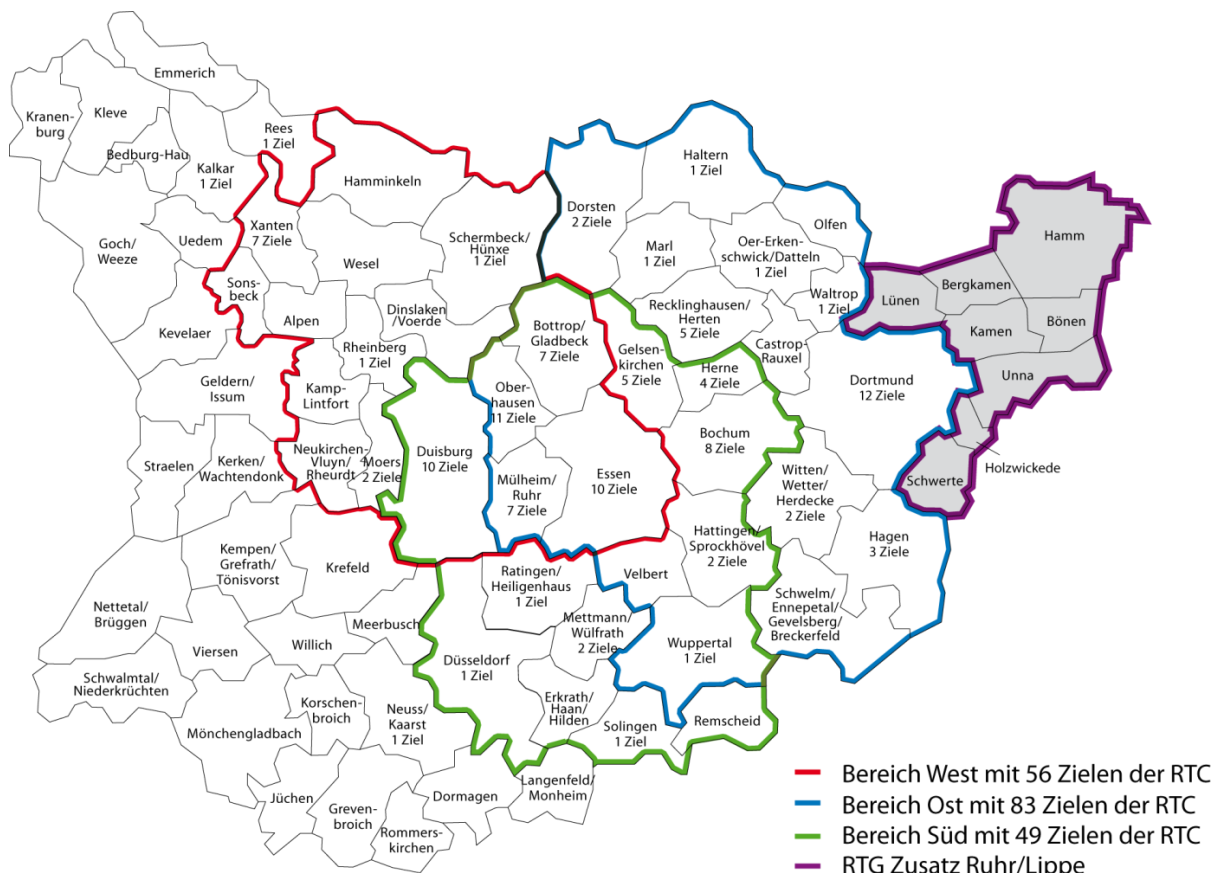 Emmerich
Kranen-
burg
Kleve
Bedburg-Hau
Rees
1 Ziel
Kalkar
1 Ziel
Hamminkeln
Haltern
1 Ziel
Dorsten
2 Ziele
Olfen
Hamm
Xanten
7 Ziele
Uedem
Goch/
Weeze
Schermbeck/
Hünxe
1 Ziel
Marl
1 Ziel
Oer-Erken-
schwick/Datteln
1 Ziel
Wesel
Sons-
beck
Waltrop
1 Ziel
Lünen
Bergkamen
Bönen
Kamen
Kevelaer
Alpen
Dinslaken
/Voerde
Recklinghausen/
Herten
5 Ziele
Bottrop/
Gladbeck
7 Ziele
Castrop-
Rauxel
Rheinberg
1 Ziel
Gelsen-
kirchen
5 Ziele
Herne
4 Ziele
Unna
Geldern/
Issum
Kamp-
Lintfort
Ober-
hausen
11 Ziele
Dortmund
12 Ziele
Duisburg
10 Ziele
Bochum
8 Ziele
Straelen
Kerken/
Wachtendonk
Neukirchen-
Vluyn/
Rheurdt
Moers
2 Ziele
Essen
10 Ziele
Mülheim/
Ruhr
7 Ziele
Witten/
Wetter/
Herdecke
2 Ziele
Holzwickede
Schwerte
Hattingen/
Sprockhövel
2 Ziele
Hagen
3 Ziele
Kempen/
Grefrath/
Tönisvorst
Krefeld
Ratingen/
Heiligenhaus
1 Ziel
Velbert
Nettetal/
Brüggen
Meerbusch
Mettmann/
Wülfrath
2 Ziele
Schwelm/
Ennepetal/
Gevelsberg/
Breckerfeld
Viersen
Willich
Wuppertal
1 Ziel
Düsseldorf
1 Ziel
Schwalmtal/
Niederkrüchten
Korschen-
broich
Neuss/
Kaarst
1 Ziel
Erkrath/
Haan/
Hilden
Solingen
1 Ziel
Remscheid
Mönchengladbach
Langenfeld/
Monheim
Jüchen
Greven-
broich
Dormagen
Rommers-
kirchen
Bereich West mit 56 Zielen der RTC
Bereich Ost mit 83 Zielen der RTC
Bereich Süd mit 49 Zielen der RTC
RTG Zusatz Ruhr/Lippe